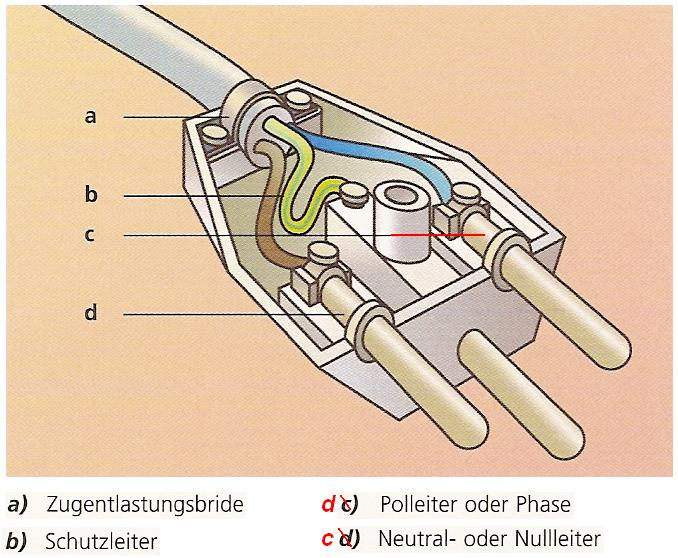 a
b
c
d
a) Zugentlastungsbride
b) Schutzleiter
d c) Polleiter oder Phase
c d) Neutral- oder Nullleiter